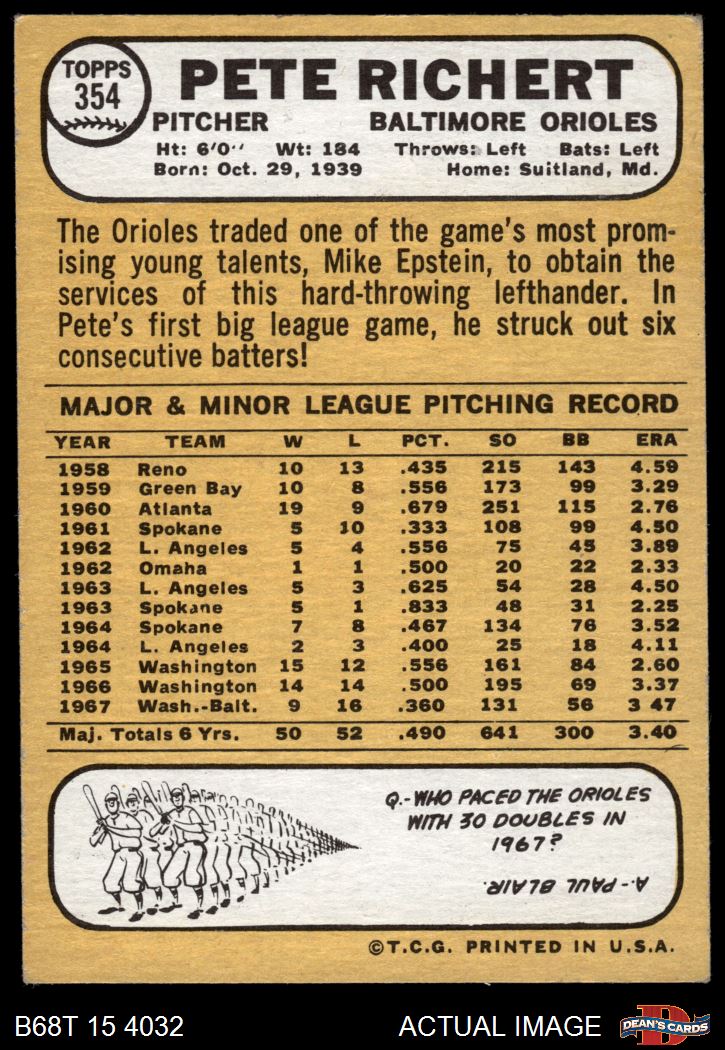 TOPPS
354
PETE RICHERT
PITCHER BALTIMORE ORIOLES
Ht: 6'0" Wt: 184 Throws: Left Bats: Left
Born: Oct. 29, 1939 Home: Suitland, Md.
The Orioles traded one of the game's most prom-
ising young talents, Mike Epstein, to obtain the
services of this hard-throwing lefthander. In
Pete's first big league game, he struck out six
consecutive batters!
MAJOR & MINOR LEAGUE PITCHING RECORD
YEAR TEAM W L PCT. SO BB ERA
1958 Reno 10 13 .435 215 143 4.59
1959 Green Bay 10 8 .556 173 99 3.29
1960 Atlanta 19 9 .679 251 115 2.76
1961 Spokane 5 10 .333 108 99 4.50
1962 L. Angeles 5 4 .556 75 45 3.89
1962 Omaha 1 1 .500 20 22 2.33
1963 L. Angeles 5 3 .625 54 28 4.50
1963 Spokane 5 1 .833 48 31 2.25
1964 Spokane 7 8 .467 134 76 3.52
1964 L. Angeles 2 3 .400 25 18 4.11
1965 Washington 15 12 .556 161 84 2.60
1966 Washington 14 14 .500 195 69 3.37
1967 Wash.-Balt. 9 16 .360 131 56 3 47
Maj. Totals 6 Yrs. 50 52 .490 641 300 3.40
Q.-WHO PACED THE ORIOLES
WITH 30 DOUBLES IN
1967?
A.- PAUL BLAIR.
©T.C.G. PRINTED IN U.S.A.
B68T 15 4032 ACTUAL IMAGE D DEAN'S CARDS